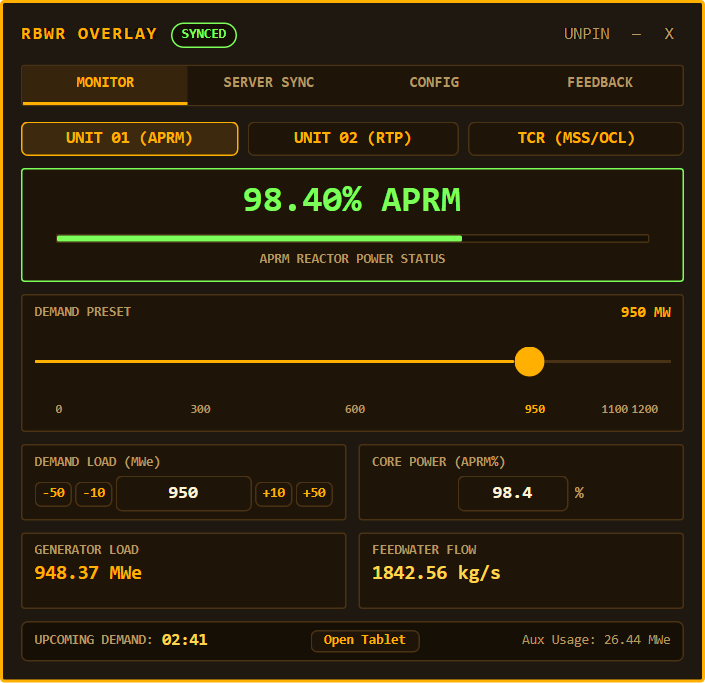 RBWR OVERLAY SYNCED UNPIN — X
MONITOR SERVER SYNC CONFIG FEEDBACK
UNIT 01 (APRM) UNIT 02 (RTP) TCR (MSS/OCL)
98.40% APRM
APRM REACTOR POWER STATUS
DEMAND PRESET 950 MW
0 300 600 950 1100 1200
DEMAND LOAD (MWe) CORE POWER (APRM%)
-50 -10 950 +10 +50 98.4 %
GENERATOR LOAD FEEDWATER FLOW
948.37 MWe 1842.56 kg/s
UPCOMING DEMAND: 02:41 Open Tablet Aux Usage: 26.44 MWe